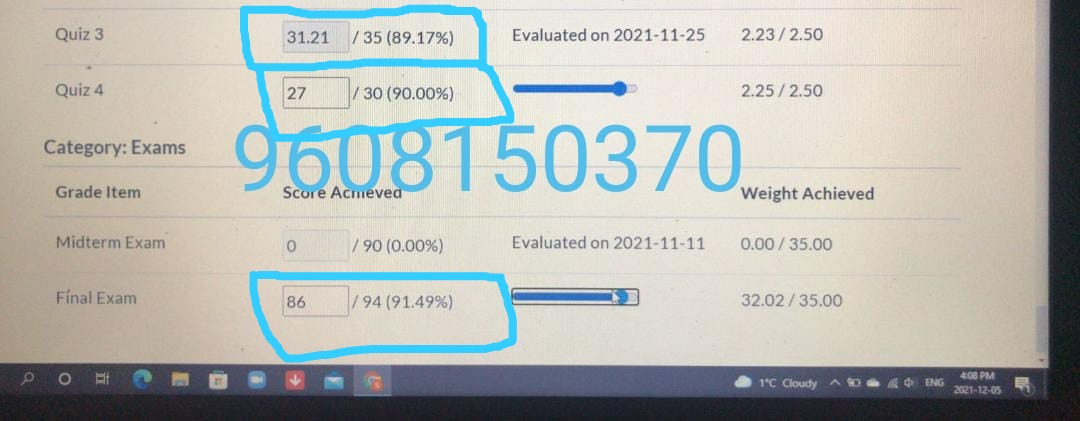 Quiz 3 31.21 / 35 (89.17%) Evaluated on 2021-11-25 2.23 / 2.50
Quiz 4 27 / 30 (90.00%) 2.25 / 2.50
9608150370
Category: Exams
Grade Item Score Achieved Weight Achieved
Midterm Exam 0 / 90 (0.00%) Evaluated on 2021-11-11 0.00 / 35.00
Final Exam 86 / 94 (91.49%) 32.02 / 35.00
1°C Cloudy ENG 4:08 PM
2021-12-05 1